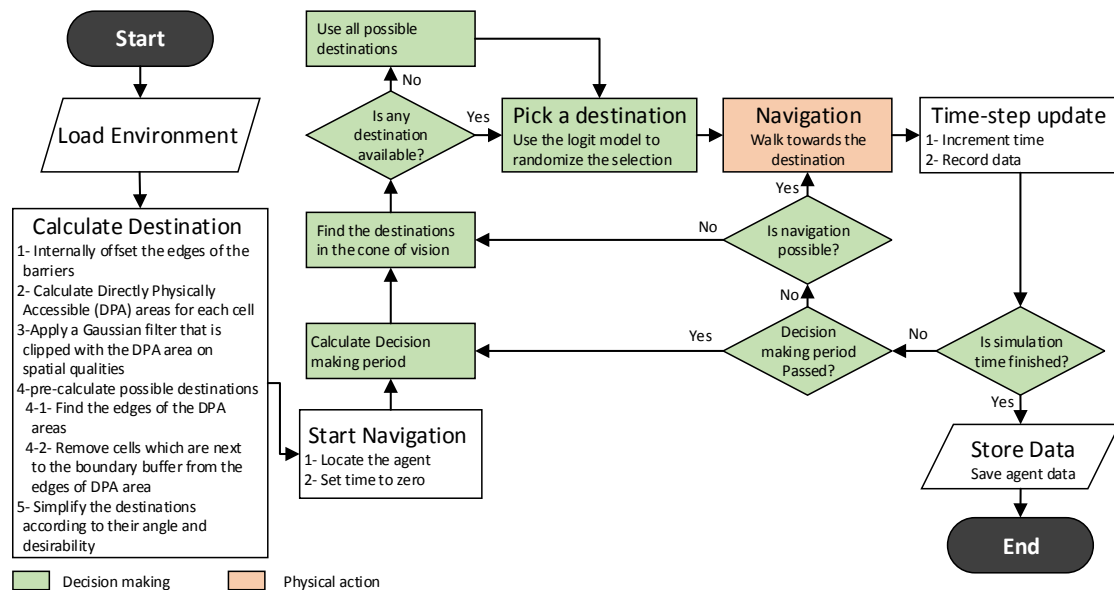 Start
Load Environment
Calculate Destination
1- Internally offset the edges of the
barriers
2- Calculate Directly Physically
Accessible (DPA) areas for each cell
3-Apply a Gaussian filter that is
clipped with the DPA area on
spatial qualities
4-pre-calculate possible destinations
4-1- Find the edges of the DPA
areas
4-2- Remove cells which are next
to the boundary buffer from the
edges of DPA area
5- Simplify the destinations
according to their angle and
desirability
Start Navigation
1- Locate the agent
2- Set time to zero
Calculate Decision
making period
Find the destinations
in the cone of vision
Is any
destination
available?
No
Yes
Use all possible
destinations
Pick a destination
Use the logit model to
randomize the selection
Navigation
Walk towards the
destination
Time-step update
1- Increment time
2- Record data
Yes
Is navigation
possible?
No
No
Decision
making period
Passed?
Yes
No
Is simulation
time finished?
Yes
Store Data
Save agent data
End
Decision making
Physical action